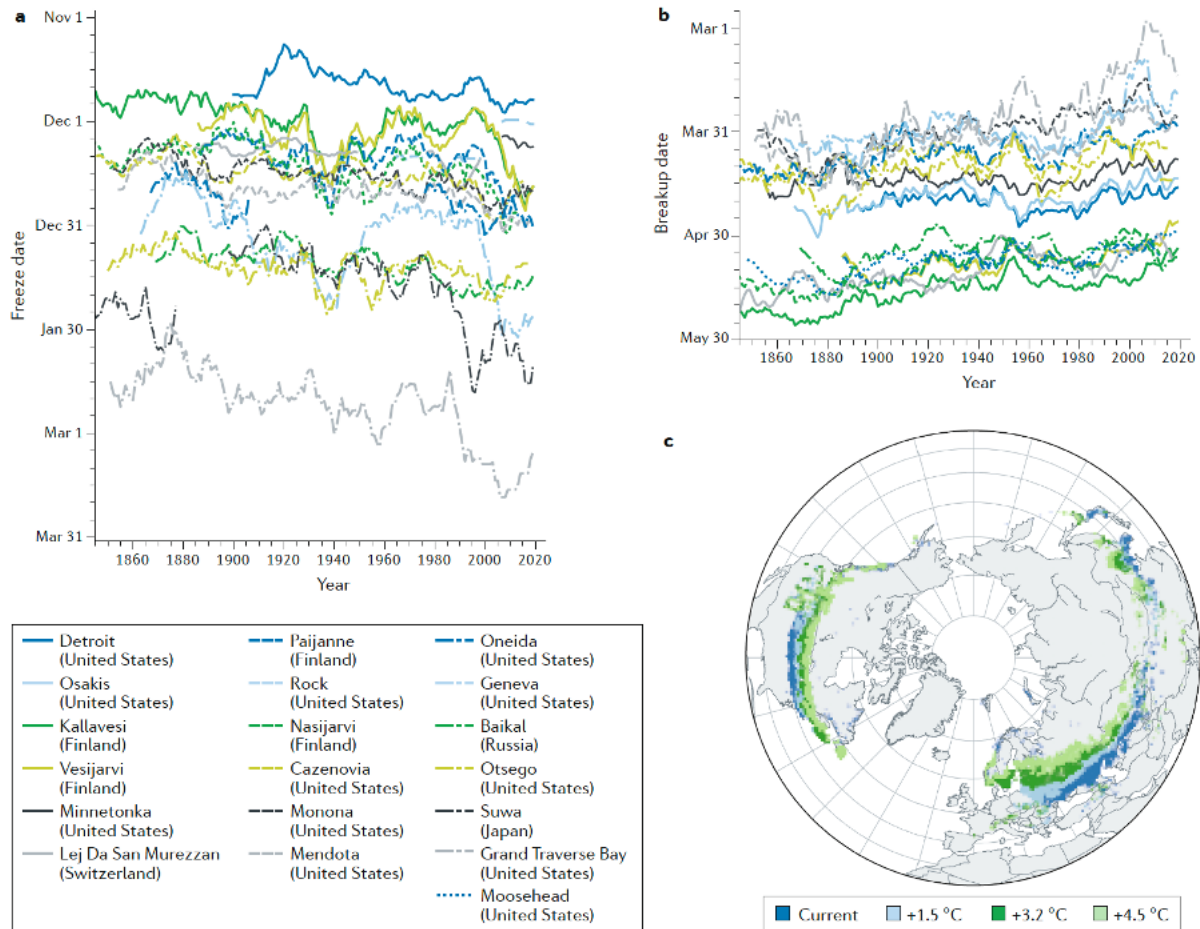 a
Nov 1
Dec 1
Dec 31
Jan 30
Mar 1
Mar 31
Freeze date
1860 1880 1900 1920 1940 1960 1980 2000 2020
Year
b
Mar 1
Mar 31
Apr 30
May 30
Breakup date
1860 1880 1900 1920 1940 1960 1980 2000 2020
Year
c
Detroit
(United States)
Osakis
(United States)
Kallavesi
(Finland)
Vesijarvi
(Finland)
Minnetonka
(United States)
Lej Da San Murezzan
(Switzerland)
Paijanne
(Finland)
Rock
(United States)
Nasijarvi
(Finland)
Cazenovia
(United States)
Monona
(United States)
Mendota
(United States)
Oneida
(United States)
Geneva
(United States)
Baikal
(Russia)
Otsego
(United States)
Suwa
(Japan)
Grand Traverse Bay
(United States)
Moosehead
(United States)
Current +1.5 °C +3.2 °C +4.5 °C